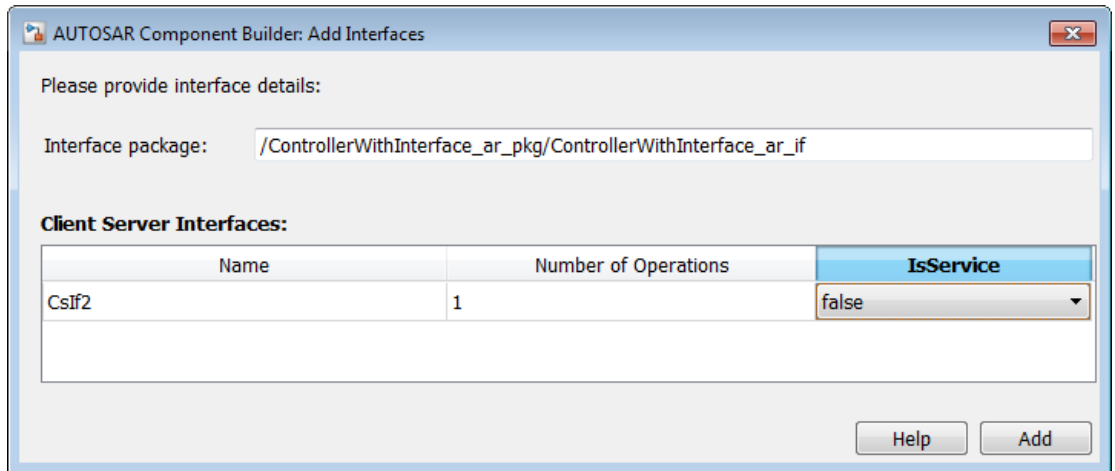 AUTOSAR Component Builder: Add Interfaces
Please provide interface details:
Interface package: /ControllerWithInterface_ar_pkg/ControllerWithInterface_ar_if
Client Server Interfaces:
Name Number of Operations IsService
CsIf2 1 false
Help Add